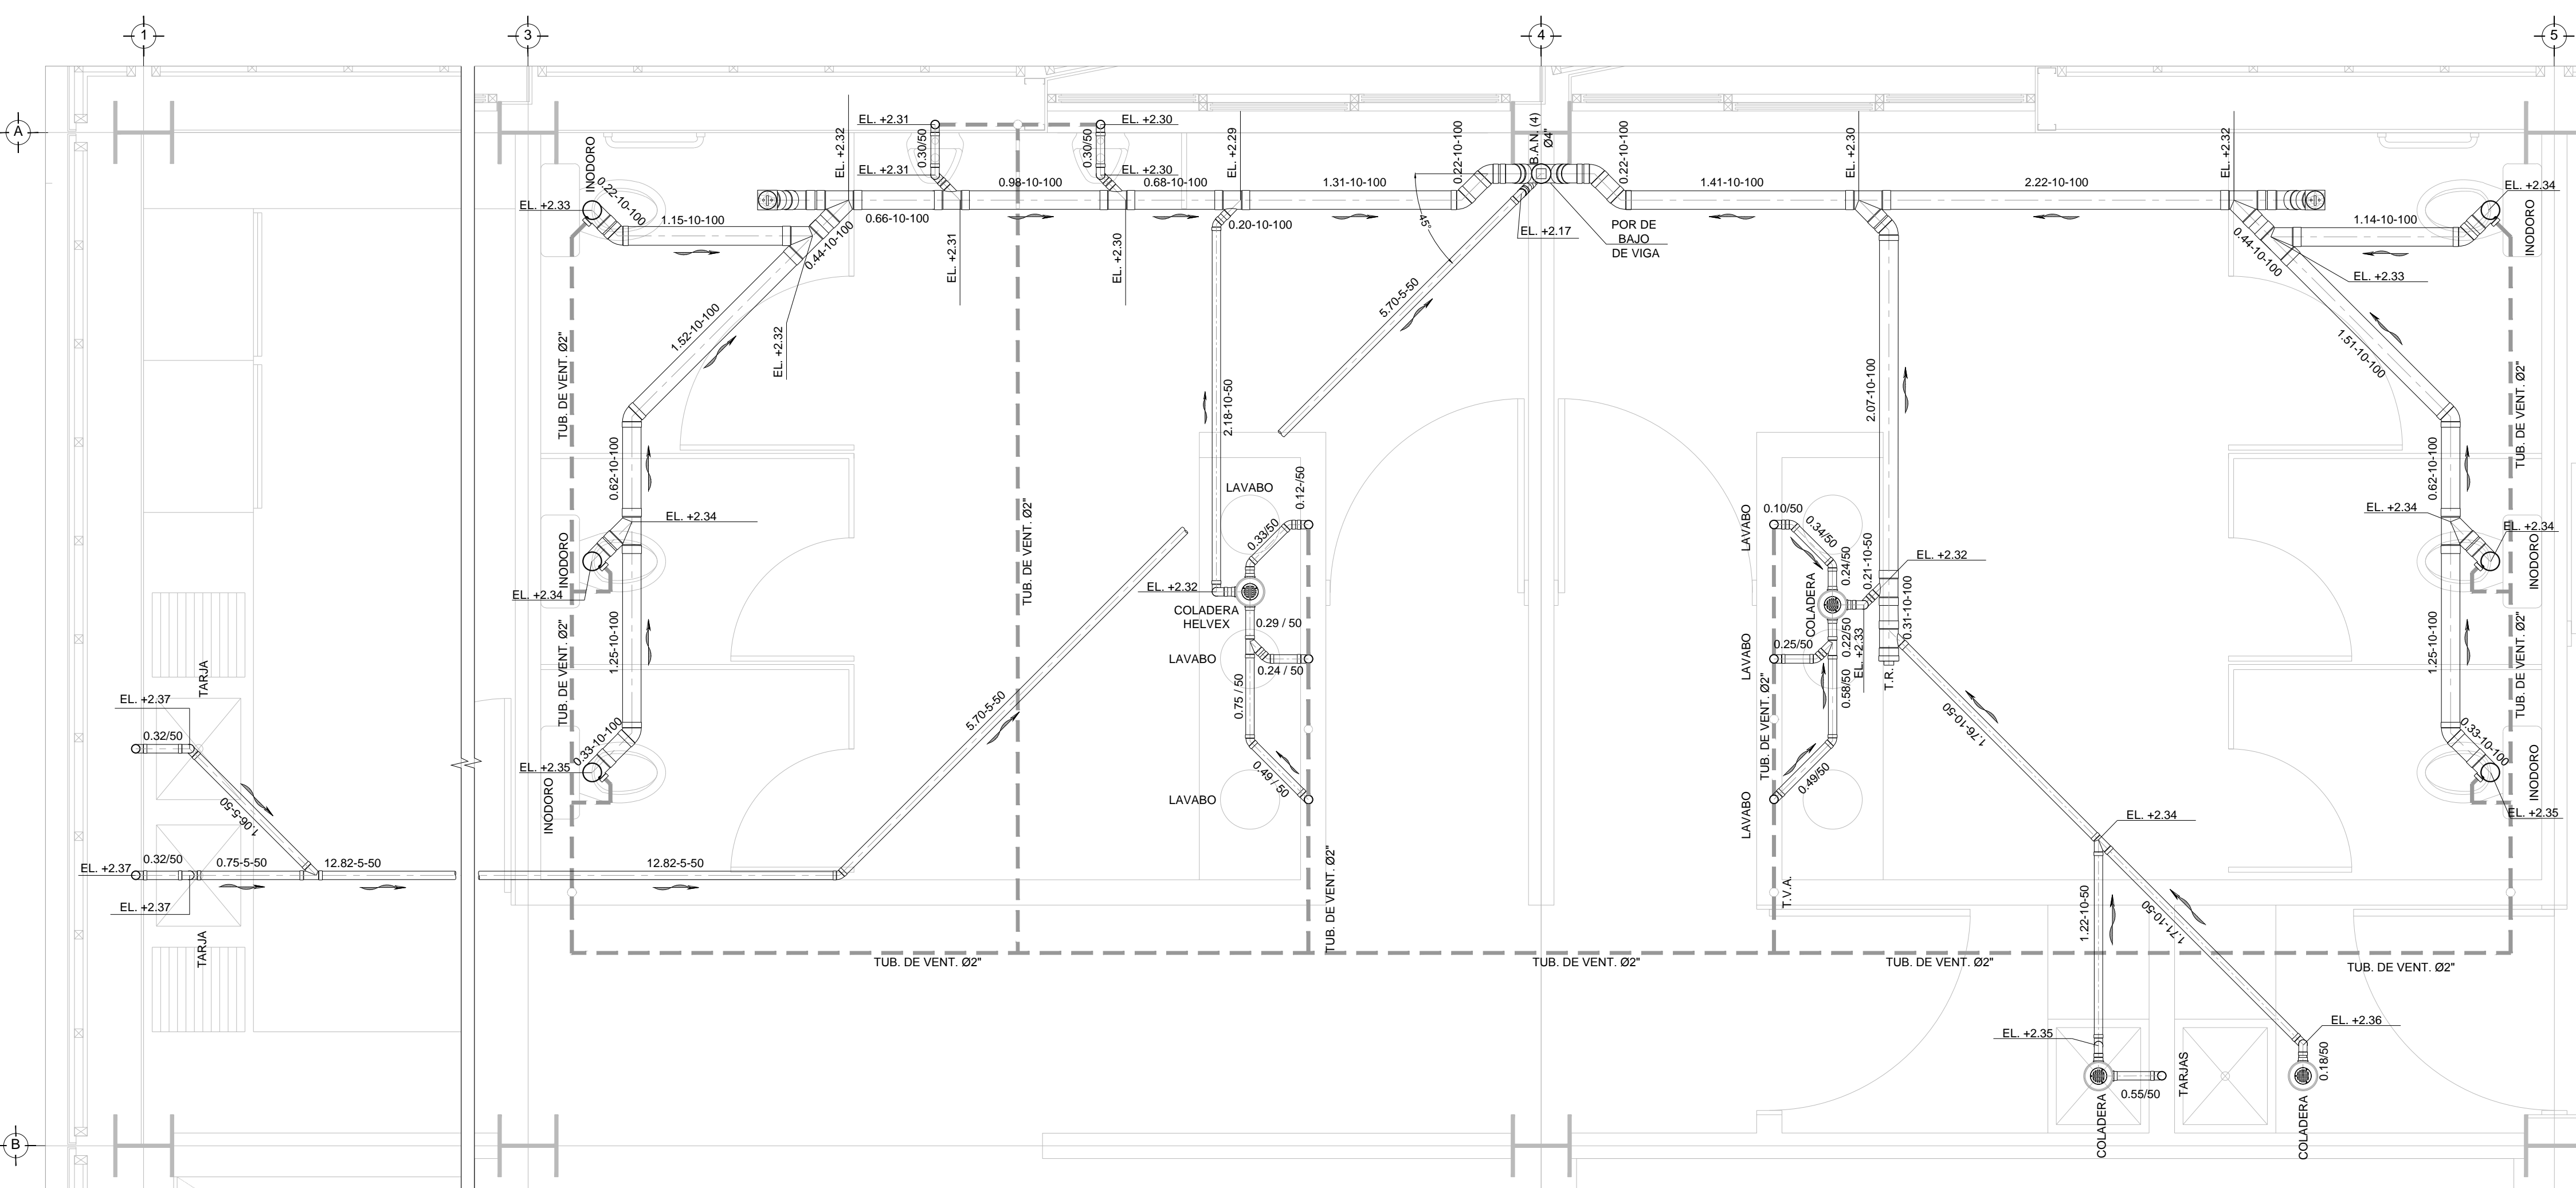 1
3
4
5
A
B
EL. +2.31
EL. +2.30
EL. +2.32
0.30/50
0.30/50
EL. +2.31
EL. +2.30
EL. +2.29
0.22-10-100
B.A.N. (4)
Ø4"
0.22-10-100
EL. +2.30
EL. +2.32
INODORO
0.22-10-100
EL. +2.33
1.15-10-100
0.66-10-100
0.98-10-100
0.68-10-100
1.31-10-100
0.20-10-100
1.41-10-100
2.22-10-100
EL. +2.34
1.14-10-100
INODORO
0.44-10-100
EL. +2.31
EL. +2.30
45°
EL. +2.17
POR DE
BAJO
DE VIGA
0.44-10-100
EL. +2.33
1.52-10-100
EL. +2.32
5.70-5-50
1.51-10-100
TUB. DE VENT. Ø2"
2.18-10-50
2.07-10-100
TUB. DE VENT. Ø2"
0.62-10-100
0.62-10-100
EL. +2.34
INODORO
EL. +2.34
TUB. DE VENT. Ø2"
LAVABO
0.12-/50
0.33/50
EL. +2.32
COLADERA
HELVEX
0.29 / 50
LAVABO
0.24 / 50
0.75 / 50
0.49 / 50
LAVABO
LAVABO
0.10/50
0.34/50
0.24/50
0.21-10-50
EL. +2.32
COLADERA
0.31-10-100
LAVABO
0.25/50
0.22/50
EL. +2.33
0.58/50
T.R.
0.49/50
LAVABO
TUB. DE VENT. Ø2"
EL. +2.34
EL. +2.34
INODORO
1.25-10-100
TUB. DE VENT. Ø2"
1.25-10-100
TUB. DE VENT. Ø2"
TARJA
EL. +2.37
0.32/50
1.06-5-50
EL. +2.37
0.32/50
0.75-5-50
12.82-5-50
EL. +2.37
TARJA
0.33-10-100
EL. +2.35
INODORO
5.70-5-50
12.82-5-50
1.76-10-50
0.33-10-100
INODORO
EL. +2.35
EL. +2.34
TUB. DE VENT. Ø2"
T.V.A.
1.22-10-50
1.71-10-50
TUB. DE VENT. Ø2"
TUB. DE VENT. Ø2"
TUB. DE VENT. Ø2"
TUB. DE VENT. Ø2"
EL. +2.35
EL. +2.36
0.55/50
TARJAS
0.18/50
COLADERA
COLADERA